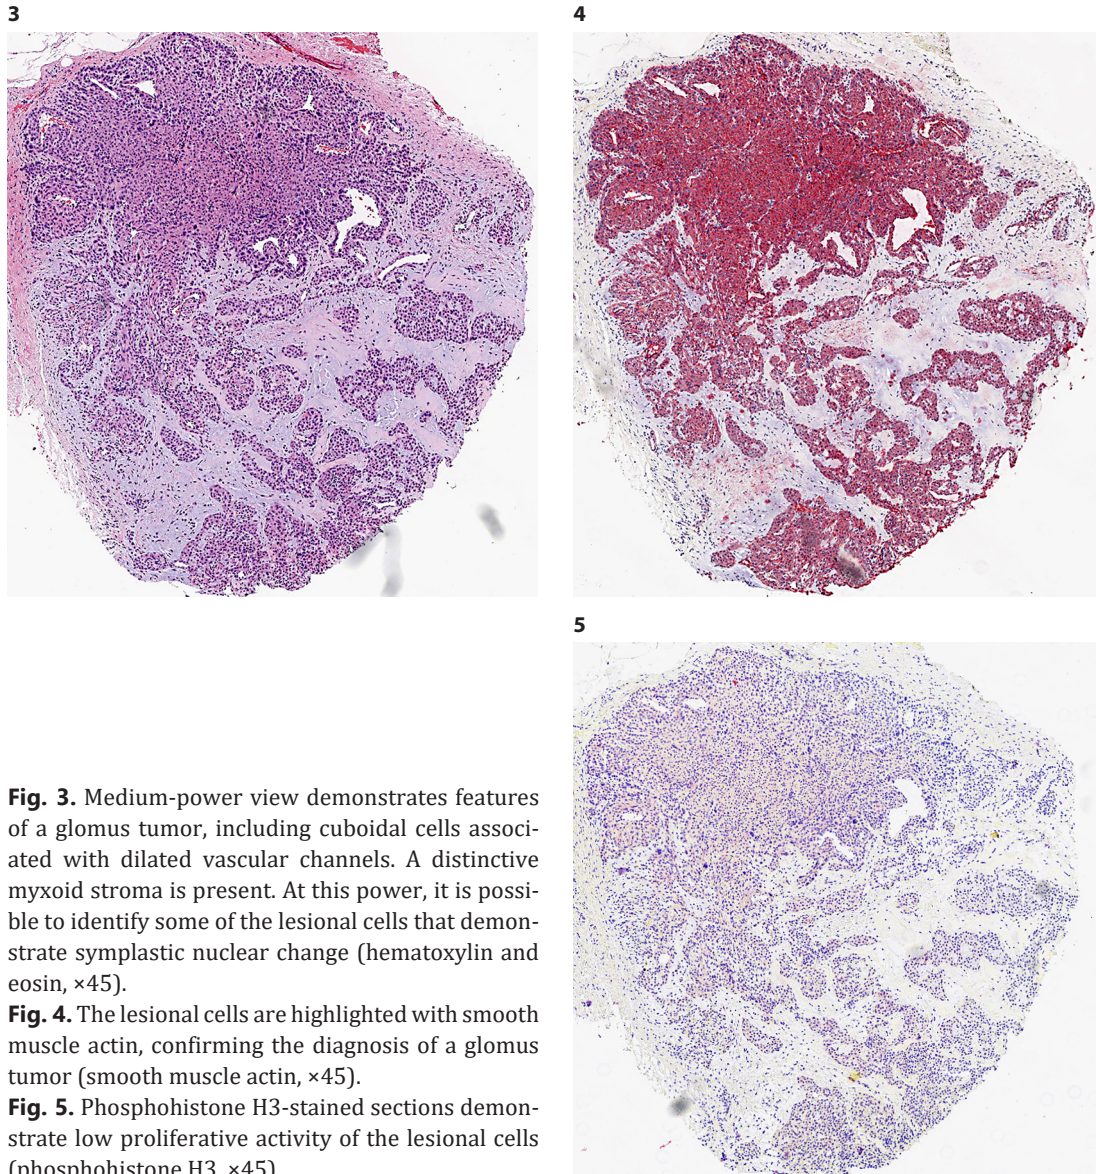 3
4
5
Fig. 3. Medium-power view demonstrates features
of a glomus tumor, including cuboidal cells associ-
ated with dilated vascular channels. A distinctive
myxoid stroma is present. At this power, it is possi-
ble to identify some of the lesional cells that demon-
strate symplastic nuclear change (hematoxylin and
eosin, ×45).
Fig. 4. The lesional cells are highlighted with smooth
muscle actin, confirming the diagnosis of a glomus
tumor (smooth muscle actin, ×45).
Fig. 5. Phosphohistone H3-stained sections demon-
strate low proliferative activity of the lesional cells
(phosphohistone H3, ×45)